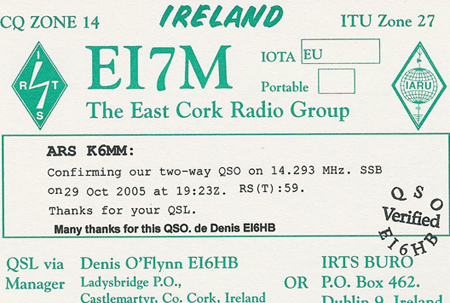 CQ ZONE 14
IRELAND
ITU Zone 27
I
R T
S
EI7M
IOTA EU
Portable
IARU
The East Cork Radio Group
ARS K6MM:
Confirming our two-way QSO on 14.293 MHz. SSB
on 29 Oct 2005 at 19:23Z. RS(T):59.
Thanks for your QSL.
Many thanks for this QSO. de Denis EI6HB
QSO
Verified
EI6HB
QSL via Denis O'Flynn EI6HB IRTS BURO
Manager Ladysbridge P.O., OR P.O. Box 462.
Castlemartyr, Co. Cork, Ireland Dublin 9, Ireland